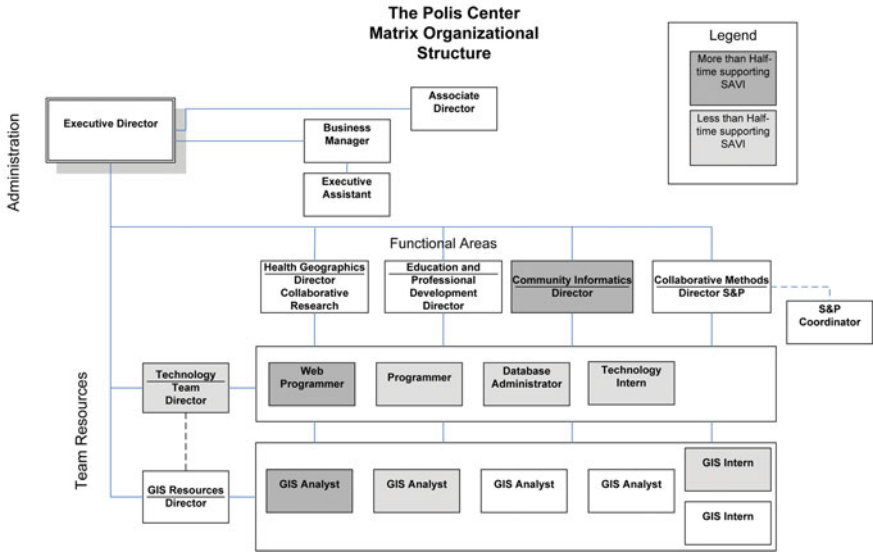 The Polis Center
Matrix Organizational
Structure
Legend
More than Half-
time supporting
SAVI
Less than Half-
time supporting
SAVI
Administration
Executive Director
Associate
Director
Business
Manager
Executive
Assistant
Functional Areas
Health Geographics
Director
Collaborative
Research
Education and
Professional
Development
Director
Community Informatics
Director
Collaborative Methods
Director S&P
S&P
Coordinator
Team Resources
Technology
Team
Director
Web
Programmer
Programmer
Database
Administrator
Technology
Intern
GIS Resources
Director
GIS Analyst
GIS Analyst
GIS Analyst
GIS Analyst
GIS Intern
GIS Intern